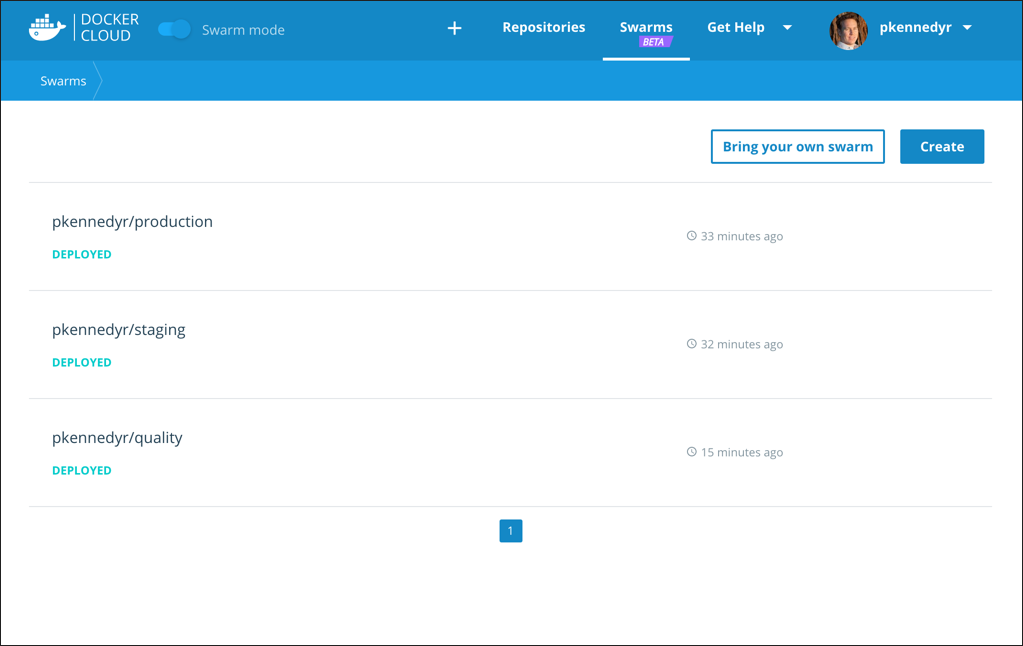 DOCKER
CLOUD
Swarm mode
+
Repositories
Swarms
BETA
Get Help
pkennedyr
Swarms
Bring your own swarm
Create
pkennedyr/production
DEPLOYED
33 minutes ago
pkennedyr/staging
DEPLOYED
32 minutes ago
pkennedyr/quality
DEPLOYED
15 minutes ago
1